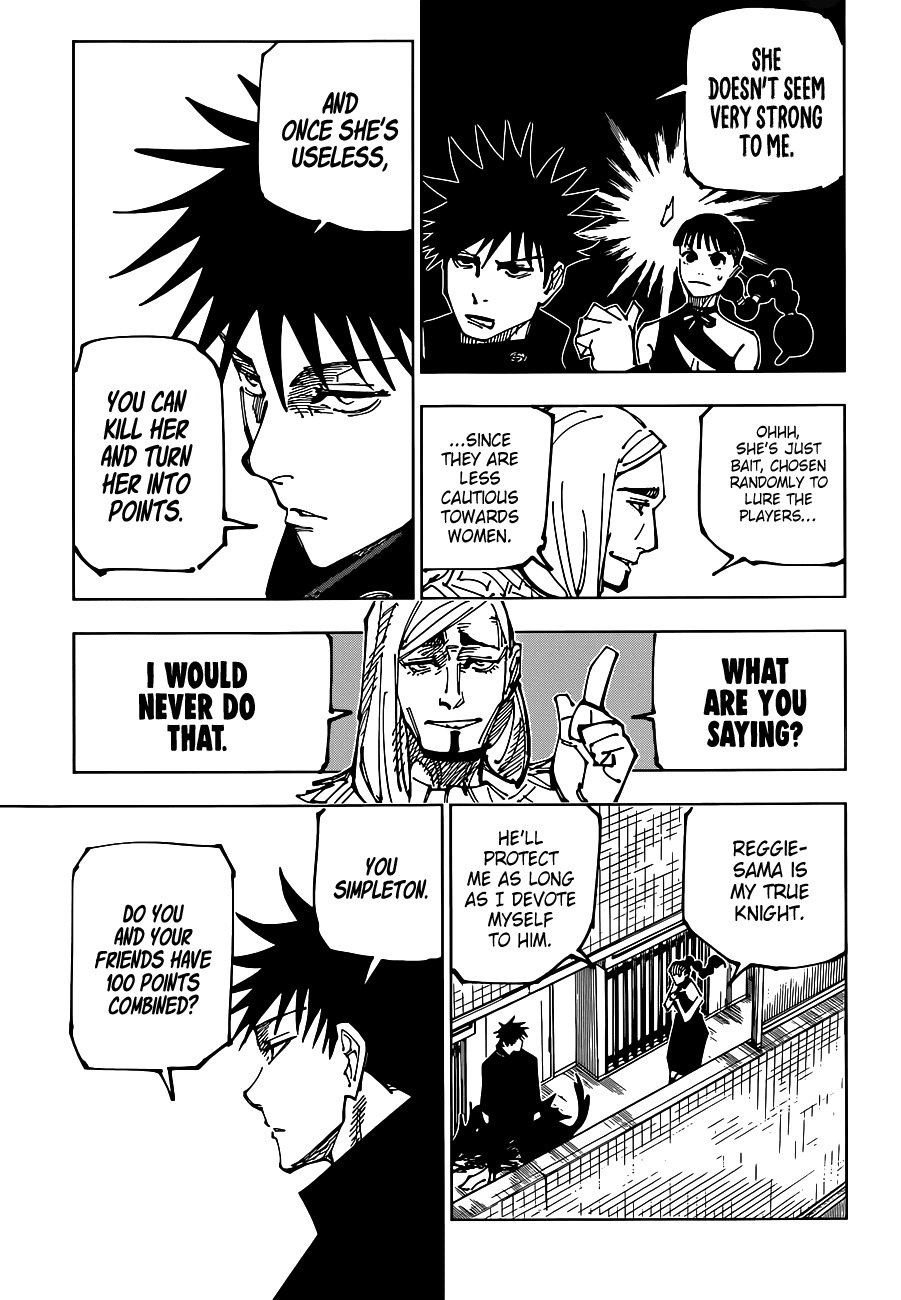 SHE
DOESN'T SEEM
VERY STRONG
TO ME.
AND
ONCE SHE'S
USELESS,
YOU CAN
KILL HER
AND TURN
HER INTO
POINTS.
OHHH,
SHE'S JUST
BAIT, CHOSEN
RANDOMLY TO
LURE THE
PLAYERS...
...SINCE
THEY ARE
LESS
CAUTIOUS
TOWARDS
WOMEN.
WHAT
ARE YOU
SAYING?
I WOULD
NEVER DO
THAT.
REGGIE-
SAMA IS
MY TRUE
KNIGHT.
HE'LL
PROTECT
ME AS LONG
AS I DEVOTE
MYSELF
TO HIM.
YOU
SIMPLETON.
DO YOU
AND YOUR
FRIENDS HAVE
100 POINTS
COMBINED?